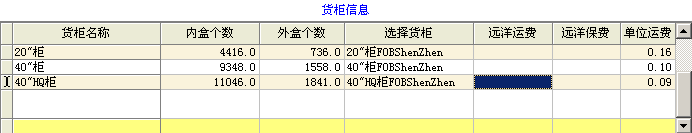 货柜信息
货柜名称 内盒个数 外盒个数 选择货柜 远洋运费 远洋保费 单位运费
20"柜 4416.0 736.0 20"柜FOBShenZhen 0.16
40"柜 9348.0 1558.0 40"柜FOBShenZhen 0.10
40"HQ柜 11046.0 1841.0 40"HQ柜FOBShenZhen 0.09